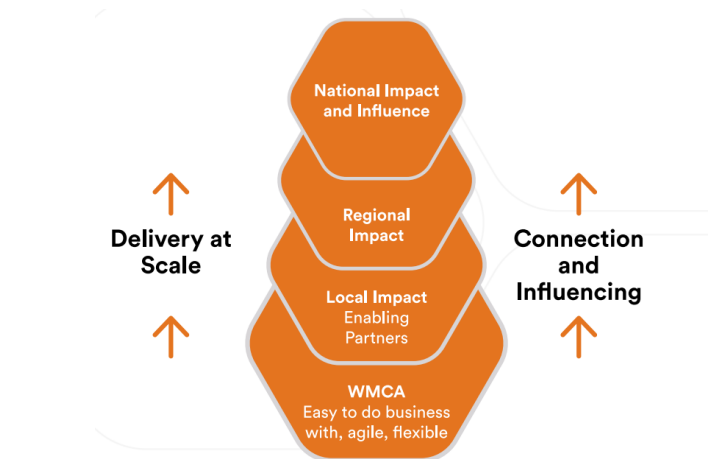 National Impact
and Influence
Regional
Impact
Delivery at
Scale
Connection
and
Influencing
Local Impact
Enabling
Partners
WMCA
Easy to do business
with, agile, flexible